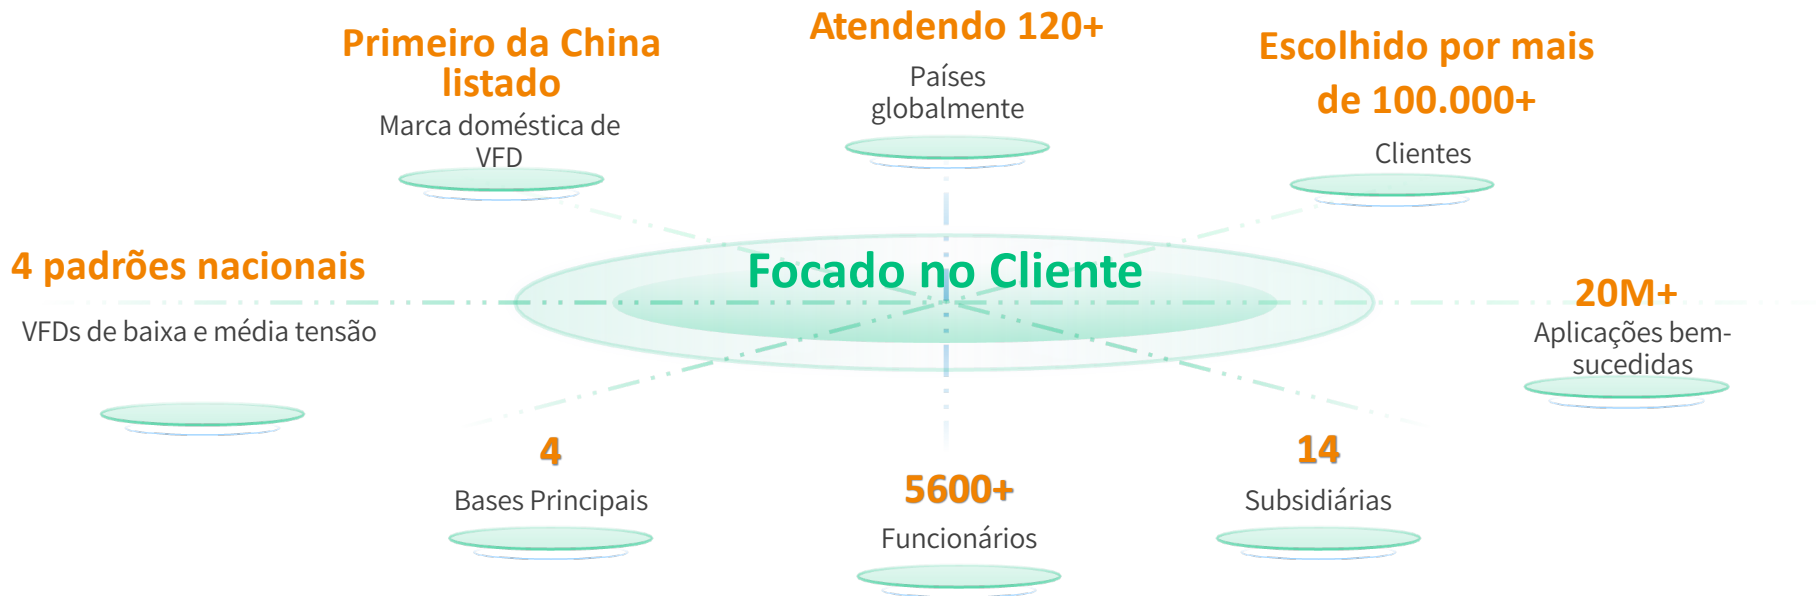 Primeiro da China
listado
Marca doméstica de
VFD
Atendendo 120+
Países
globalmente
Escolhido por mais
de 100.000+
Clientes
4 padrões nacionais
VFDs de baixa e média tensão
Focado no Cliente
20M+
Aplicações bem-
sucedidas
4
Bases Principais
5600+
Funcionários
14
Subsidiárias